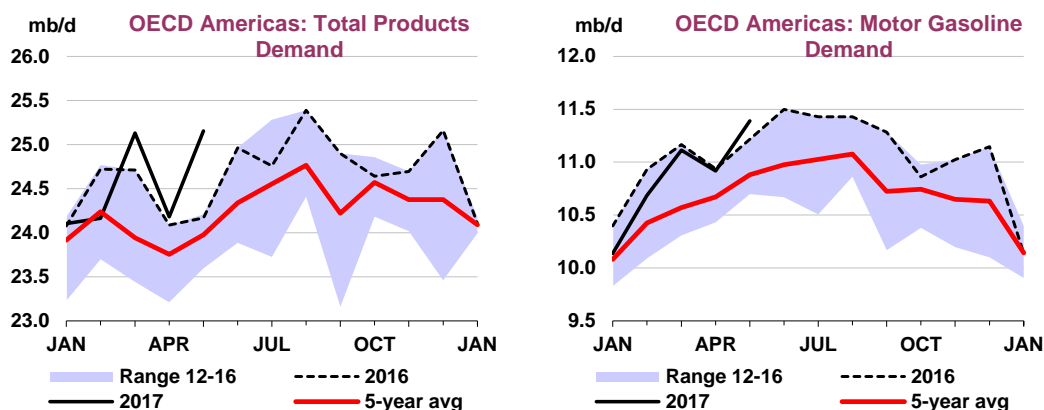 mb/d
OECD Americas: Total Products
Demand
26.0
25.5
25.0
24.5
24.0
23.5
23.0
JAN APR JUL OCT JAN
Range 12-16 2016
2017 5-year avg
mb/d
OECD Americas: Motor Gasoline
Demand
12.0
11.5
11.0
10.5
10.0
9.5
JAN APR JUL OCT JAN
Range 12-16 2016
2017 5-year avg